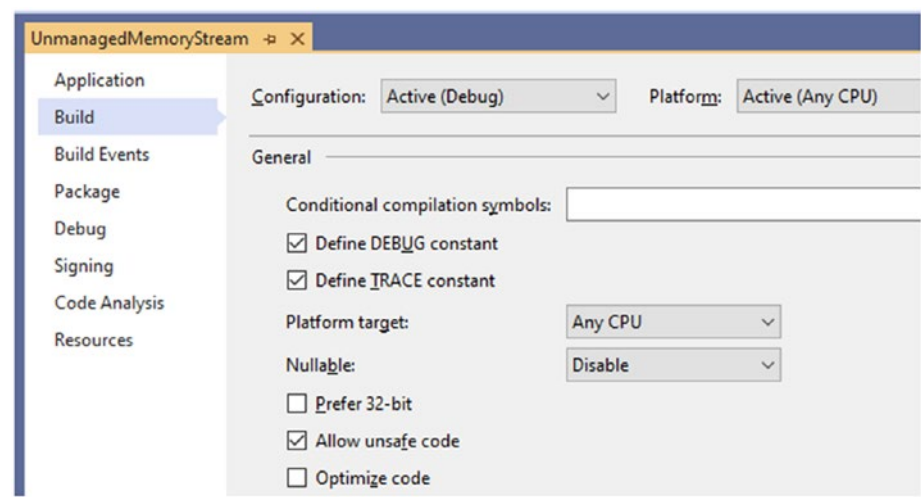 UnmanagedMemoryStream
Application
Build
Build Events
Package
Debug
Signing
Code Analysis
Resources
Configuration: Active (Debug) Platform: Active (Any CPU)
General
Conditional compilation symbols:
Define DEBUG constant
Define TRACE constant
Platform target: Any CPU
Nullable: Disable
Prefer 32-bit
Allow unsafe code
Optimize code